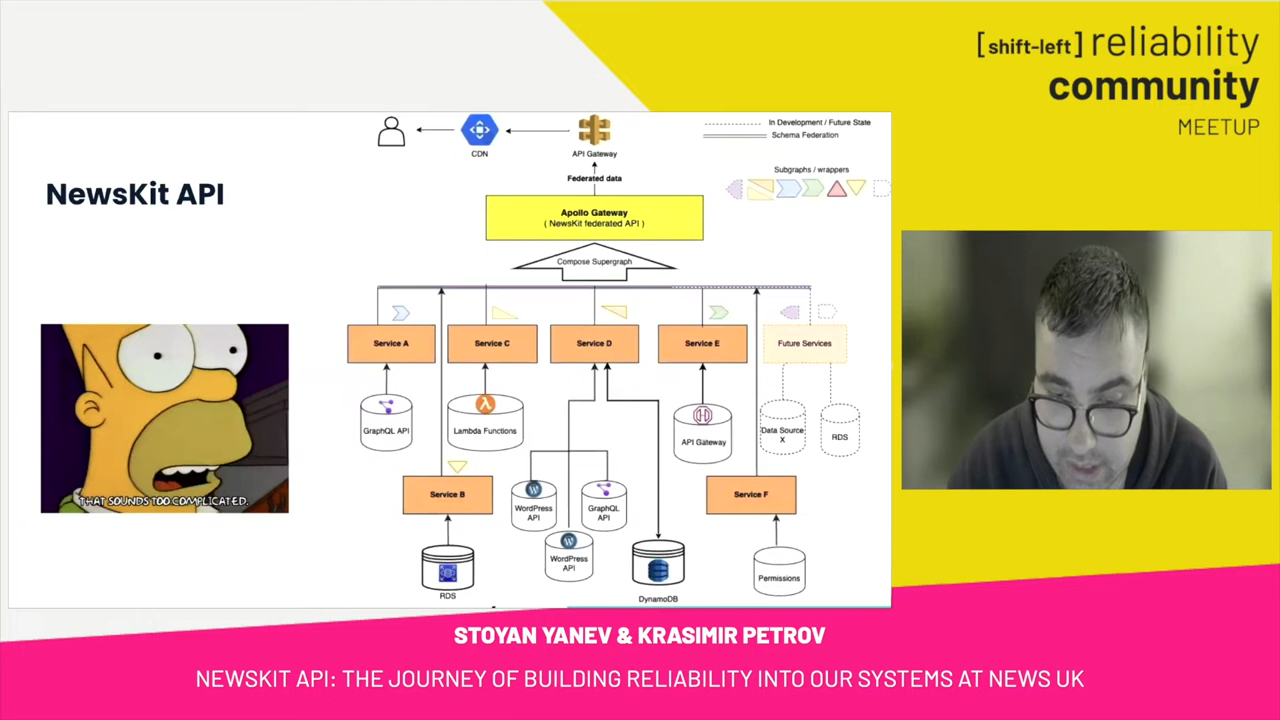 [shift-left] reliability
community
MEETUP
NewsKit API
CDN
API Gateway
In Development / Future State
Schema Federation
Federated data
Subgraphs / wrappers
Apollo Gateway
( NewsKit federated API )
Compose Supergraph
Service A
Service C
Service D
Service E
Future Services
GraphQL API
Lambda Functions
API Gateway
Data Source
X
RDS
THAT SOUNDS TOO COMPLICATED.
Service B
WordPress
API
GraphQL
API
Service F
WordPress
API
Permissions
RDS
DynamoDB
STOYAN YANEV & KRASIMIR PETROV
NEWSKIT API: THE JOURNEY OF BUILDING RELIABILITY INTO OUR SYSTEMS AT NEWS UK